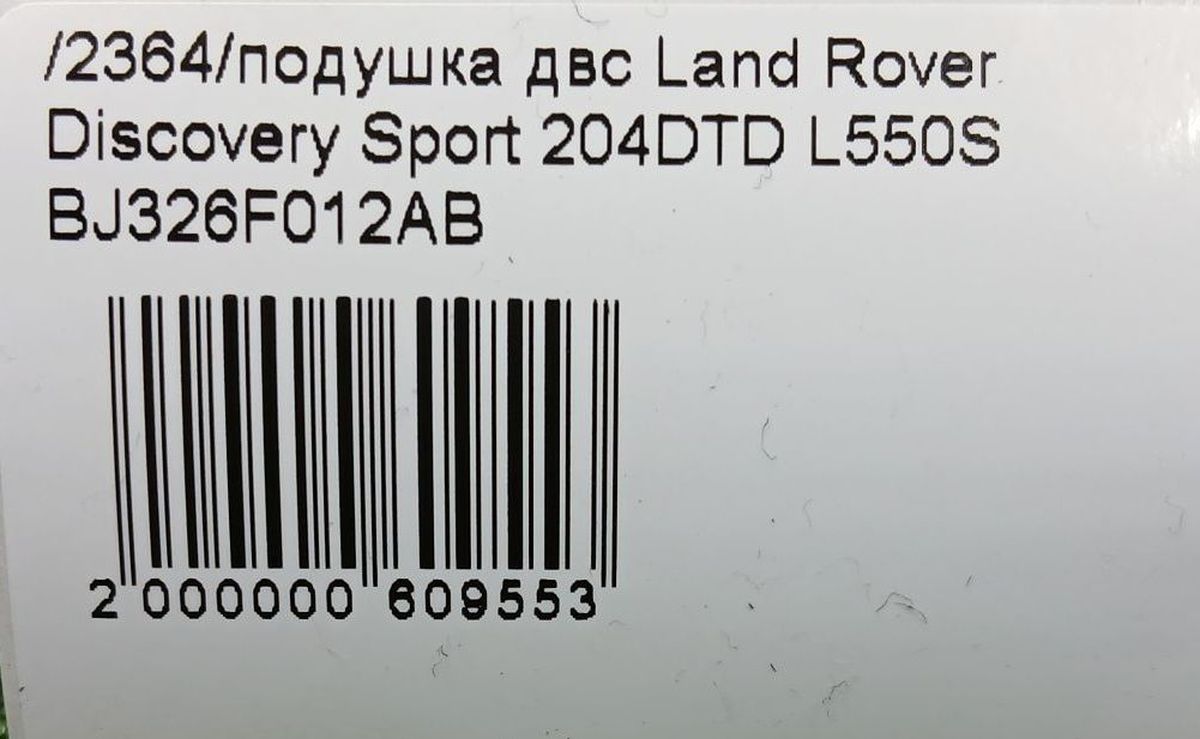 /2364/подушка двс Land Rover
Discovery Sport 204DTD L550S
BJ326F012AB
2 000000 609553